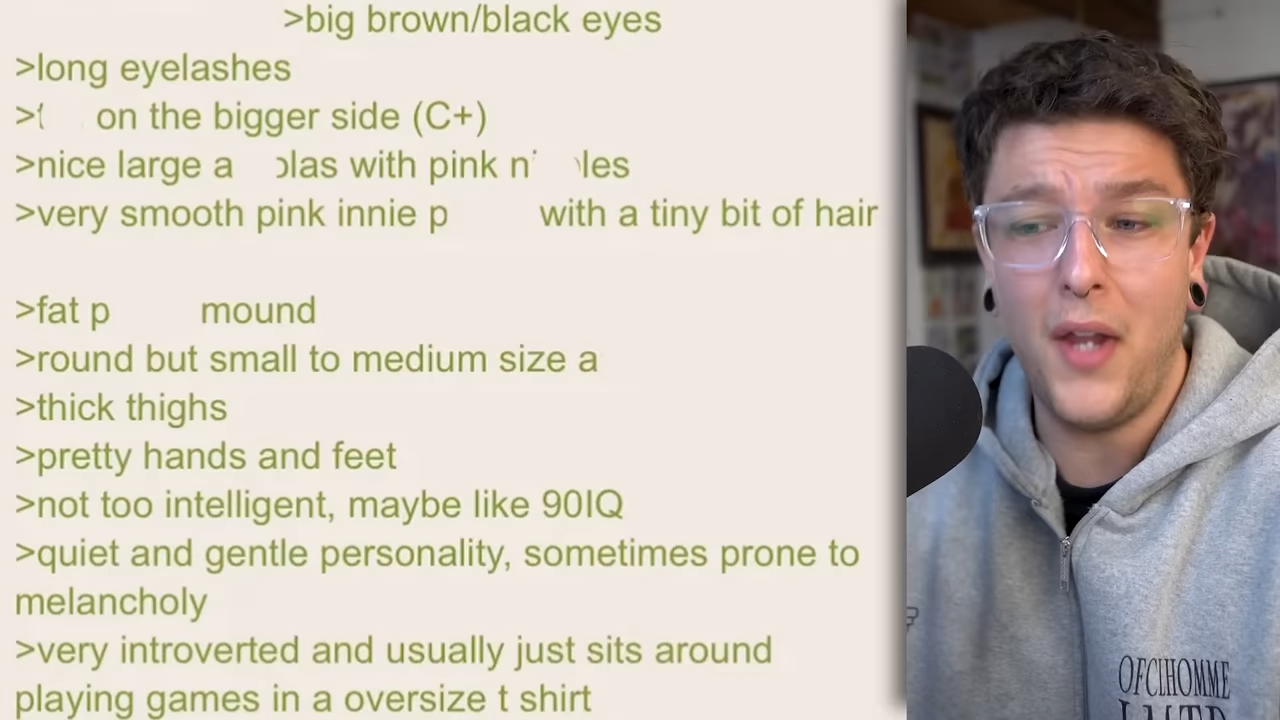 >big brown/black eyes
>long eyelashes
> on the bigger side (C+)
>nice large with pink
>very smooth pink innie p with a tiny bit of hair
>fat p mound
>round but small to medium size a
>thick thighs
>pretty hands and feet
>not too intelligent, maybe like 90IQ
>quiet and gentle personality, sometimes prone to
melancholy
>very introverted and usually just sits around
playing games in a oversize t shirt
OFCLHOMME